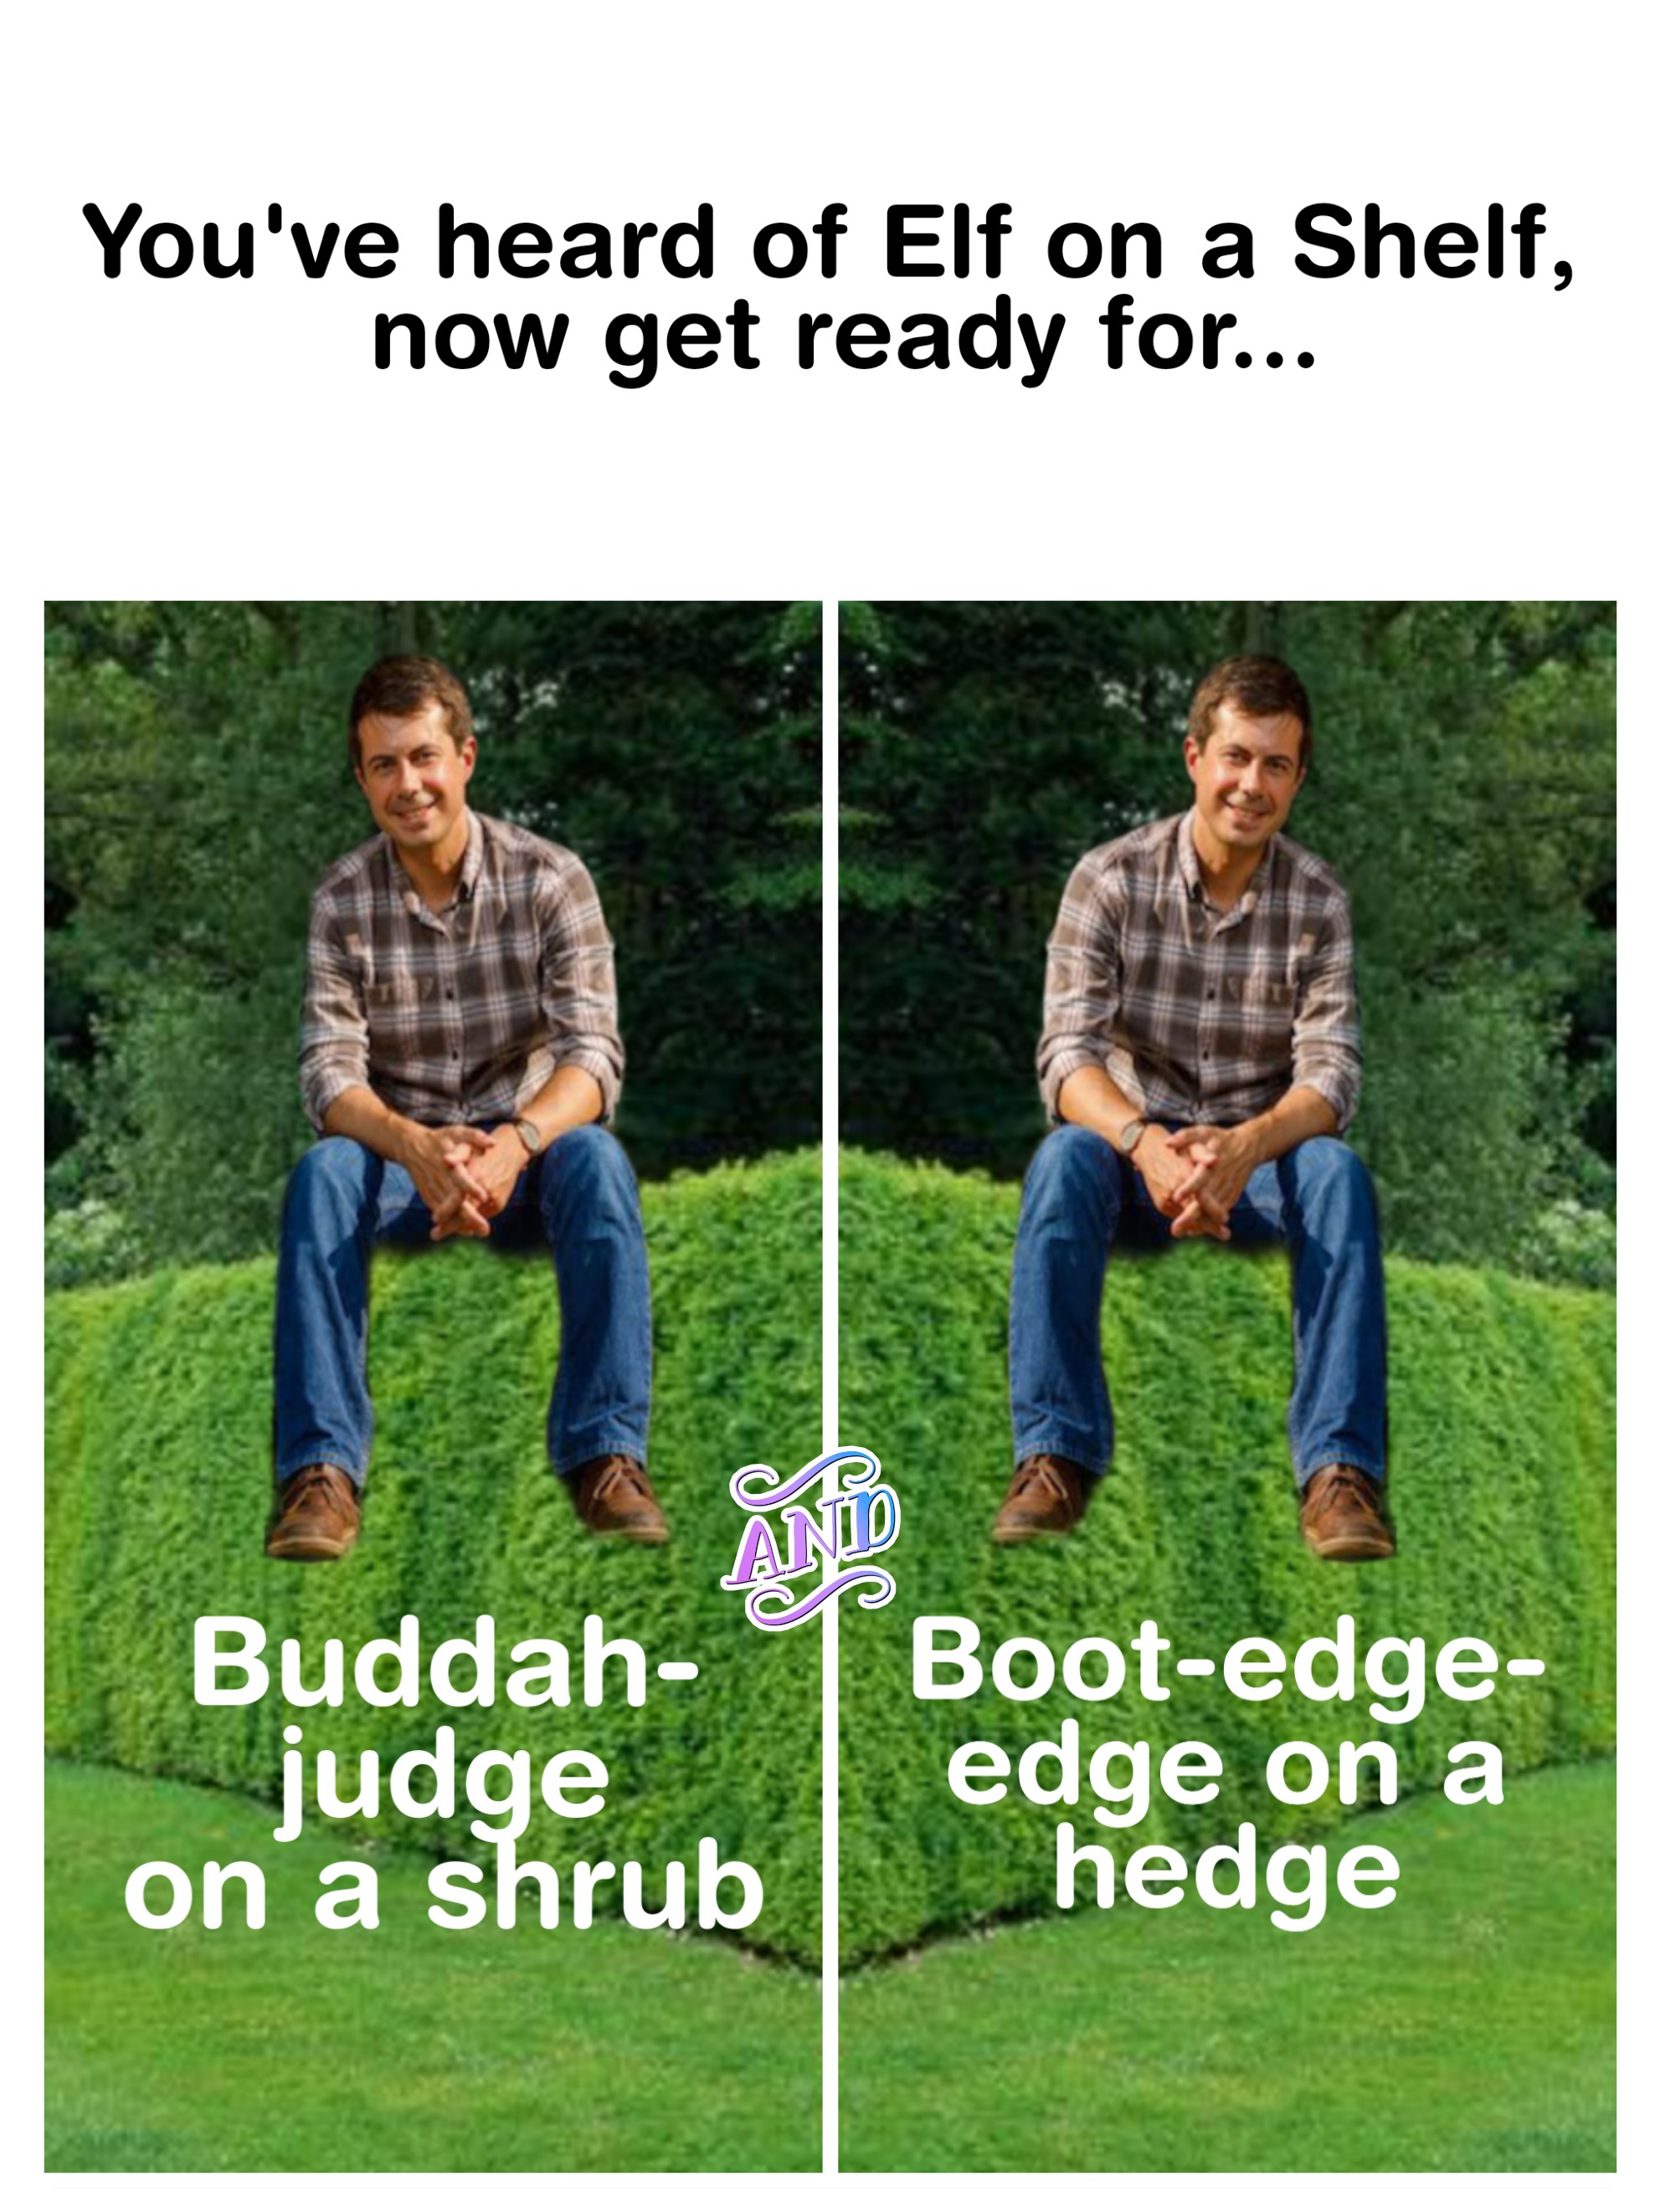 You've heard of Elf on a Shelf,
now get ready for...
AND
Buddah-
judge
on a shrub
Boot-edge-
edge on a
hedge